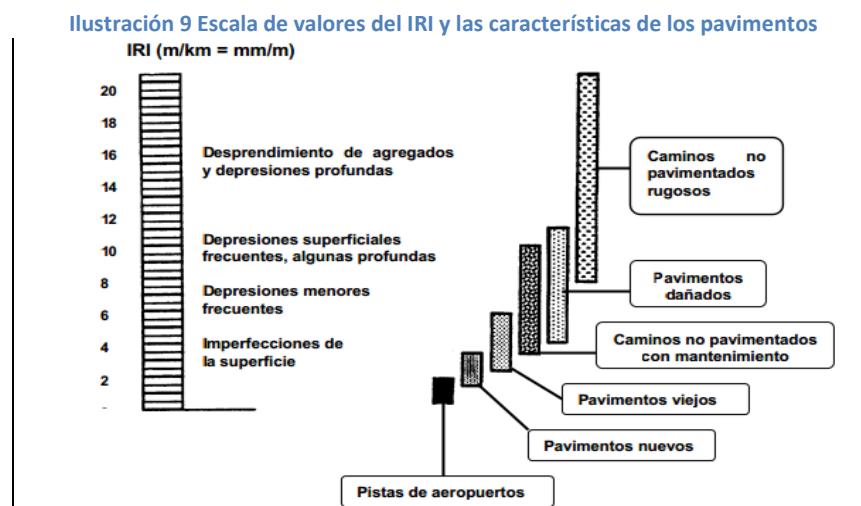 Ilustración 9 Escala de valores del IRI y las características de los pavimentos
IRI (m/km = mm/m)
20
18
16
14
12
10
8
6
4
2
-
Desprendimiento de agregados
y depresiones profundas
Depresiones superficiales
frecuentes, algunas profundas
Depresiones menores
frecuentes
Imperfecciones de
la superficie
Caminos no
pavimentados
rugosos
Pavimentos
dañados
Caminos no pavimentados
con mantenimiento
Pavimentos viejos
Pavimentos nuevos
Pistas de aeropuertos